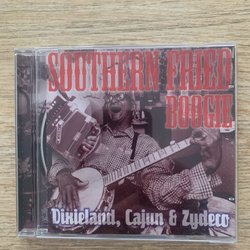 SOUTHERN FRIED
BOOGIE
Dixieland, Cajun & Zydeco